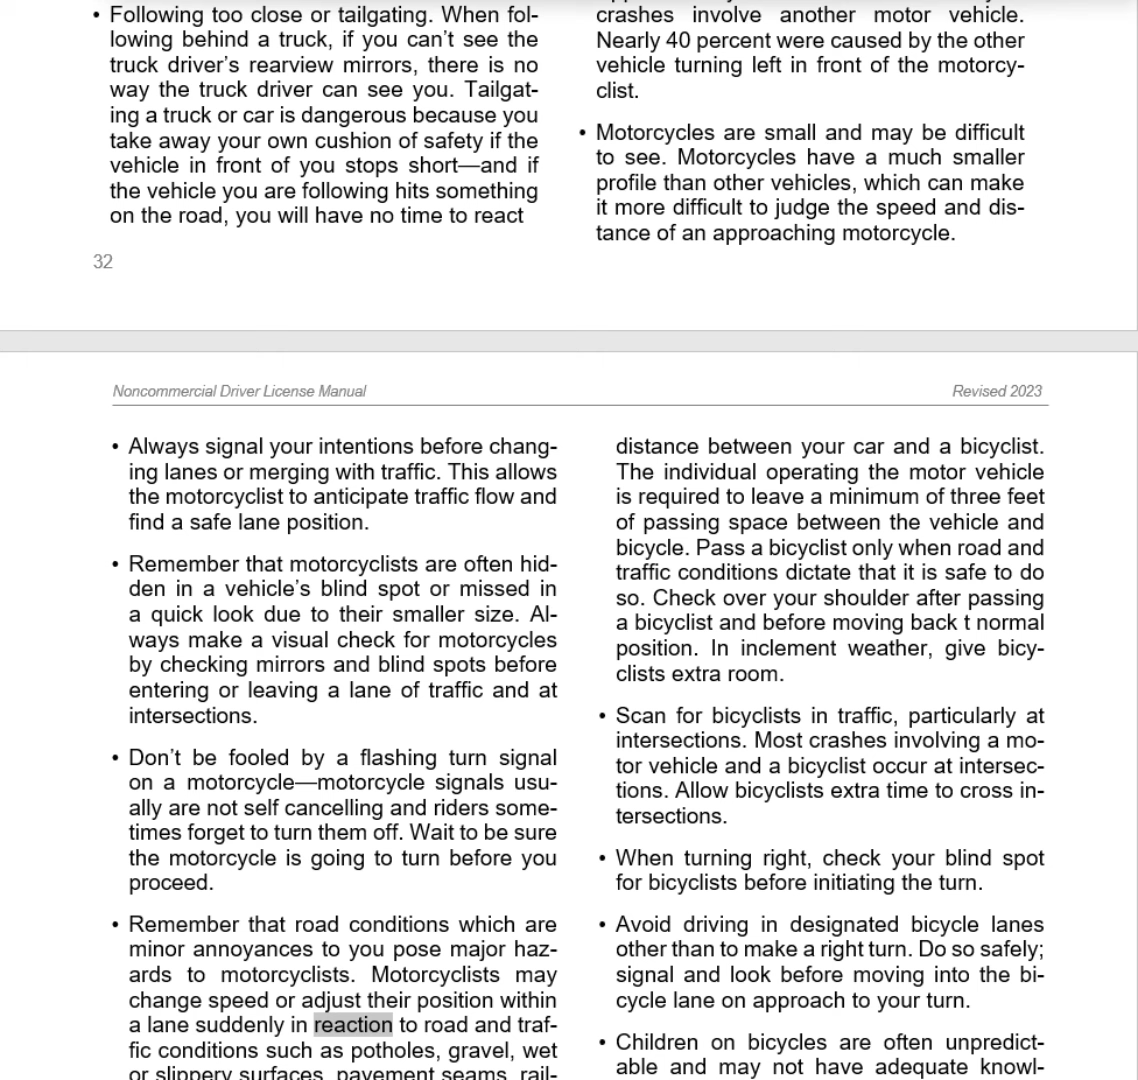 • Following too close or tailgating. When fol-
lowing behind a truck, if you can’t see the
truck driver’s rearview mirrors, there is no
way the truck driver can see you. Tailgat-
ing a truck or car is dangerous because you
take away your own cushion of safety if the
vehicle in front of you stops short—and if
the vehicle you are following hits something
on the road, you will have no time to react
32
crashes involve another motor vehicle.
Nearly 40 percent were caused by the other
vehicle turning left in front of the motorcy-
clist.
• Motorcycles are small and may be difficult
to see. Motorcycles have a much smaller
profile than other vehicles, which can make
it more difficult to judge the speed and dis-
tance of an approaching motorcycle.
Noncommercial Driver License Manual
Revised 2023
• Always signal your intentions before chang-
ing lanes or merging with traffic. This allows
the motorcyclist to anticipate traffic flow and
find a safe lane position.
• Remember that motorcyclists are often hid-
den in a vehicle’s blind spot or missed in
a quick look due to their smaller size. Al-
ways make a visual check for motorcycles
by checking mirrors and blind spots before
entering or leaving a lane of traffic and at
intersections.
• Don’t be fooled by a flashing turn signal
on a motorcycle—motorcycle signals usu-
ally are not self cancelling and riders some-
times forget to turn them off. Wait to be sure
the motorcycle is going to turn before you
proceed.
• Remember that road conditions which are
minor annoyances to you pose major haz-
ards to motorcyclists. Motorcyclists may
change speed or adjust their position within
a lane suddenly in reaction to road and traf-
fic conditions such as potholes, gravel, wet
or slippery surfaces, pavement seams, rail-
distance between your car and a bicyclist.
The individual operating the motor vehicle
is required to leave a minimum of three feet
of passing space between the vehicle and
bicycle. Pass a bicyclist only when road and
traffic conditions dictate that it is safe to do
so. Check over your shoulder after passing
a bicyclist and before moving back t normal
position. In inclement weather, give bicy-
clists extra room.
• Scan for bicyclists in traffic, particularly at
intersections. Most crashes involving a mo-
tor vehicle and a bicyclist occur at intersec-
tions. Allow bicyclists extra time to cross in-
tersections.
• When turning right, check your blind spot
for bicyclists before initiating the turn.
• Avoid driving in designated bicycle lanes
other than to make a right turn. Do so safely;
signal and look before moving into the bi-
cycle lane on approach to your turn.
• Children on bicycles are often unpredict-
able and may not have adequate knowl-